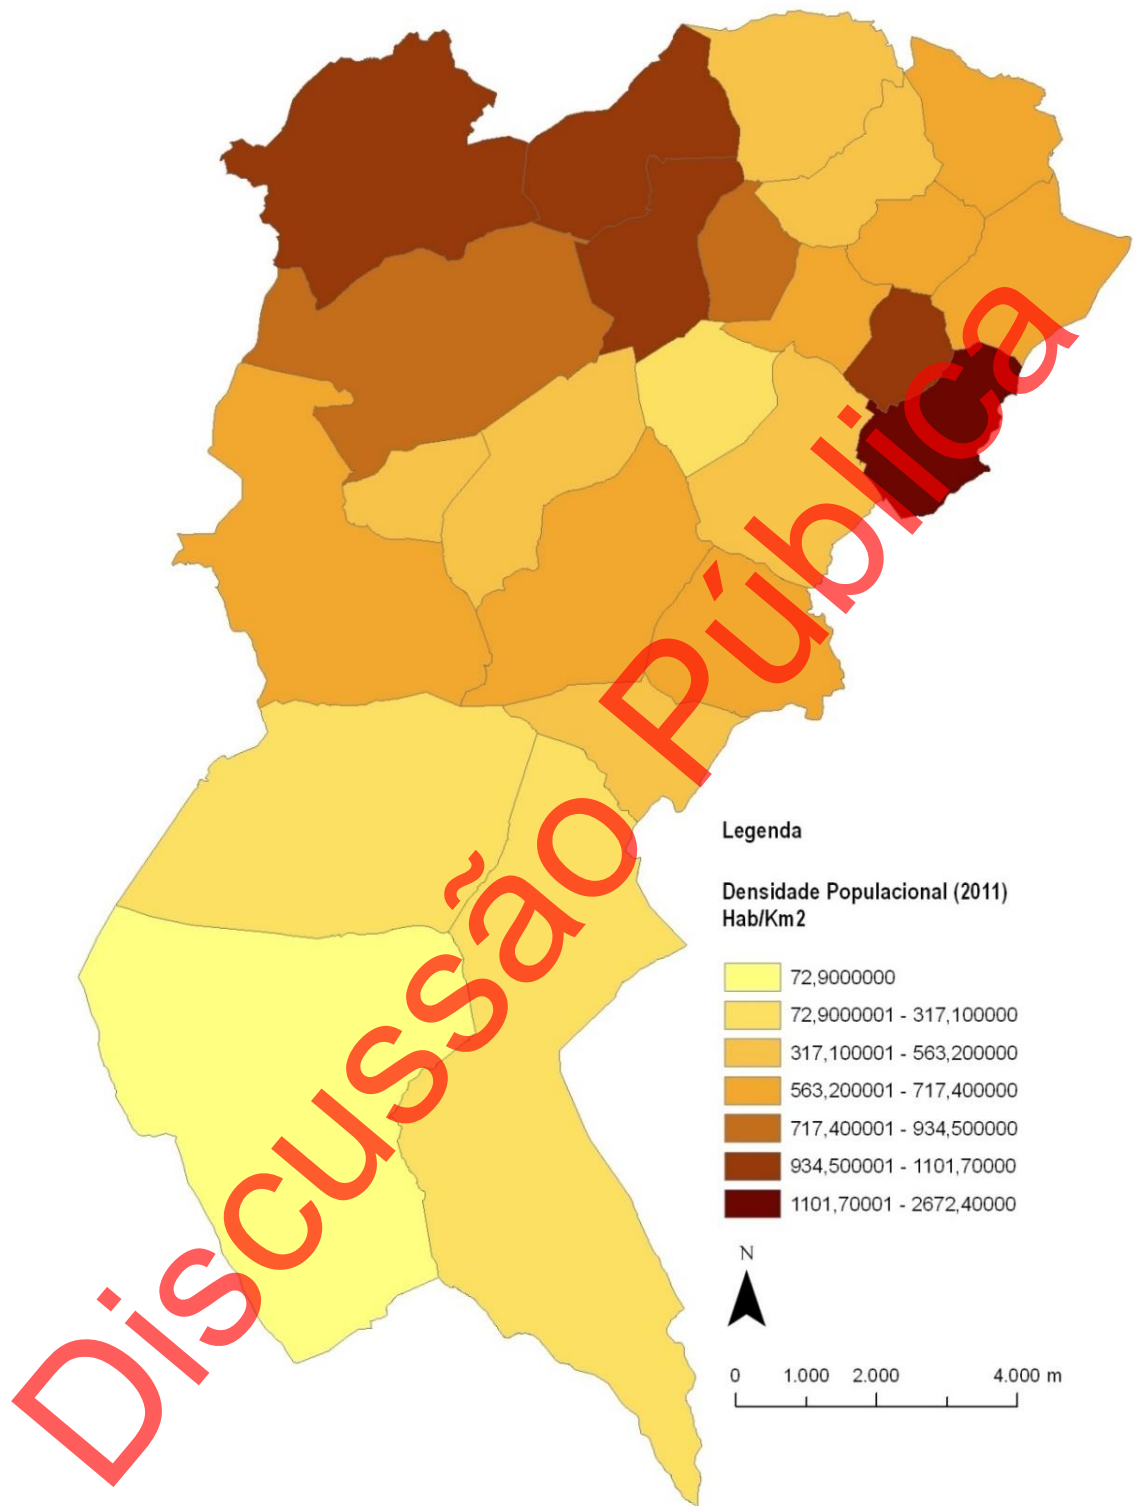 Discussão Pública
Legenda
Densidade Populacional (2011)
Hab/Km2
72,9000000
72,9000001 - 317,100000
317,100001 - 563,200000
563,200001 - 717,400000
717,400001 - 934,500000
934,500001 - 1101,70000
1101,70001 - 2672,40000
N
0 1.000 2.000 4.000 m